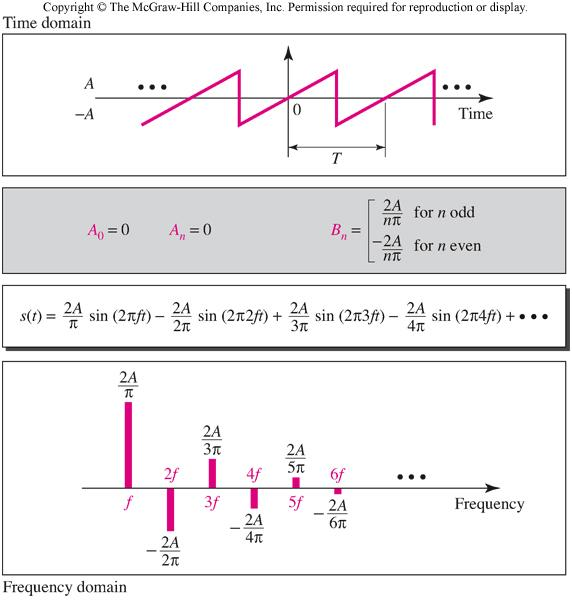 Copyright © The McGraw-Hill Companies, Inc. Permission required for reproduction or display.
Time domain
A
−A
•••
•••
0
Time
T
A₀ = 0 Aₙ = 0 Bₙ = [ 2A/nπ for n odd
−2A/nπ for n even
s(t) = 2A/π sin (2πft) − 2A/2π sin (2π2ft) + 2A/3π sin (2π3ft) − 2A/4π sin (2π4ft) + •••
2A/π
2A/3π
2A/5π
2f 4f 6f •••
f 3f 5f Frequency
−2A/2π
−2A/4π
−2A/6π
Frequency domain